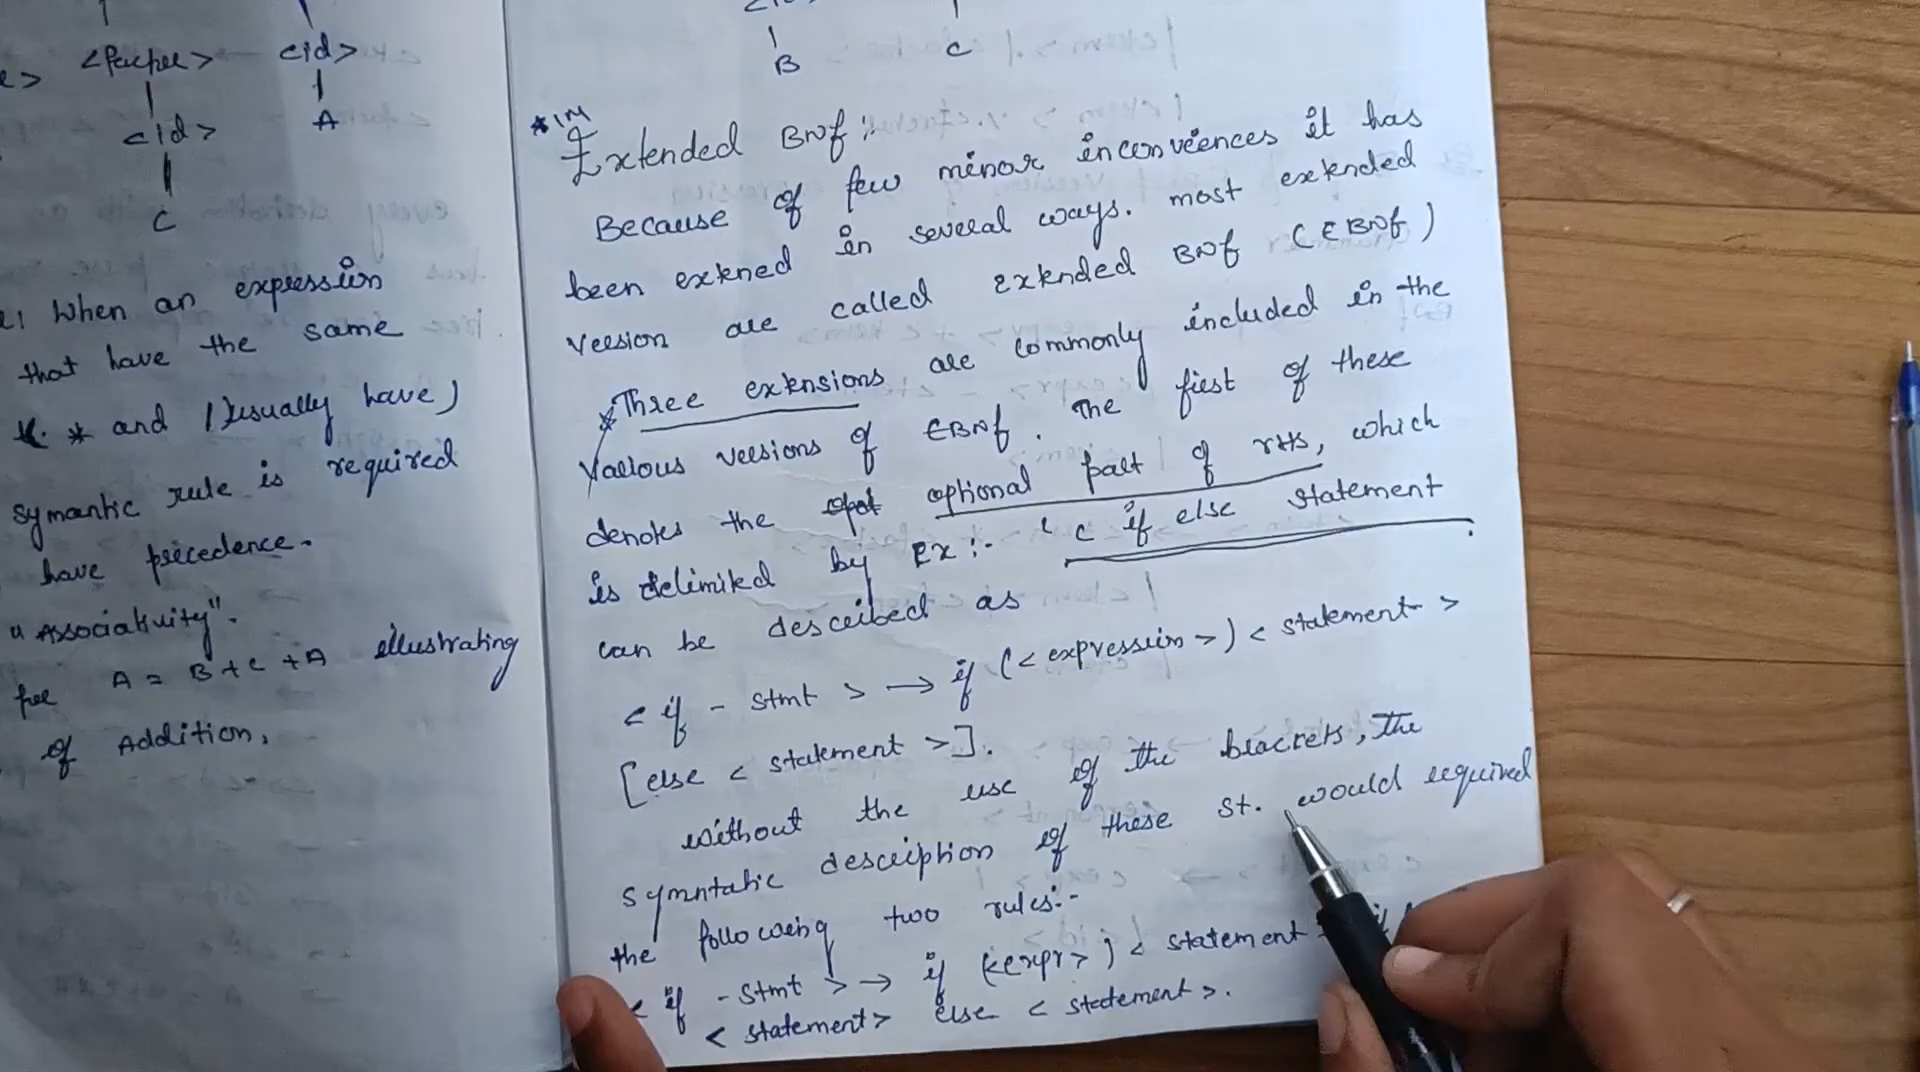 <id>
A
<id>
C
B
C
when an expression
that have the same
* and / (usually have)
symantic rule is required
have precedence.
"Associativity".
A = B + C + A illustrating
of Addition,
*IM
Extended BNf :-
Because of few minor inconveiences it has
been extened in several ways. most extended
version are called extended BNf (EBNf)
*Three extensions are commonly included in the
various versions of EBNf. The first of these
denotes the optional part of rHs, which
is delimited by Ex :- ' C if else statement
can be described as
< if - stmt > → if (< expression >) < statement >
[else < statement >].
without the use of the brackets, the
symntatic description of these st. would required
the following two rules:-
< if - stmt > → if (<expr>) < statement >
< statement > else < statement >.